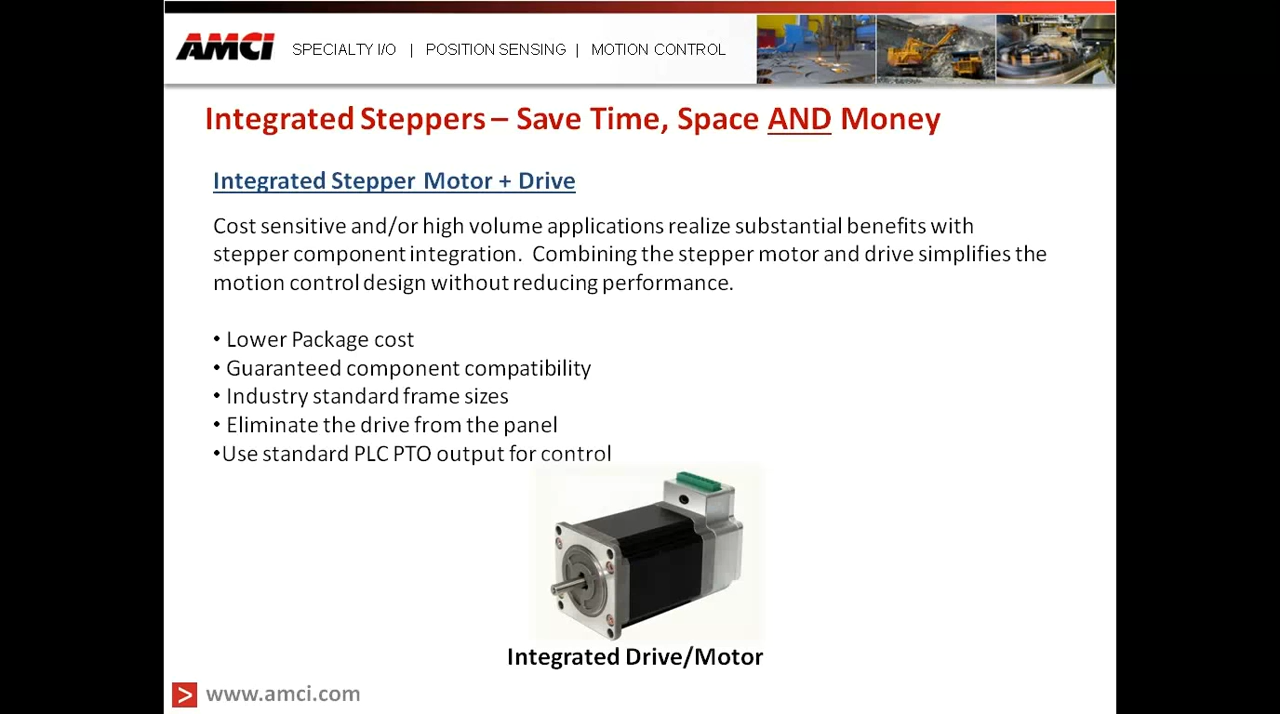 AMCI SPECIALTY I/O | POSITION SENSING | MOTION CONTROL
Integrated Steppers – Save Time, Space AND Money
Integrated Stepper Motor + Drive
Cost sensitive and/or high volume applications realize substantial benefits with
stepper component integration. Combining the stepper motor and drive simplifies the
motion control design without reducing performance.
• Lower Package cost
• Guaranteed component compatibility
• Industry standard frame sizes
• Eliminate the drive from the panel
•Use standard PLC PTO output for control
Integrated Drive/Motor
> www.amci.com